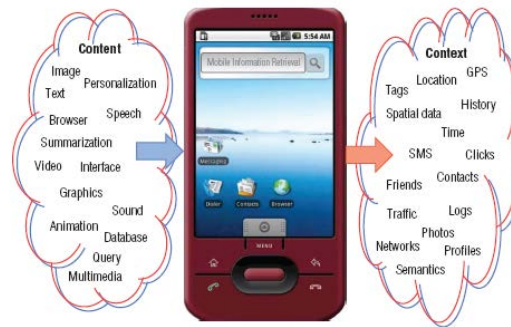 Content
Image
Personalization
Text
Browser
Speech
Summarization
Video
Interface
Graphics
Sound
Animation
Database
Query
Multimedia
5:54 AM
Mobile Information Retrieval
Messaging
Dialer
Contacts
Browser
MENU
Context
GPS
Location
Tags
History
Spatial data
Time
SMS
Clicks
Contacts
Friends
Traffic
Logs
Photos
Networks
Profiles
Semantics